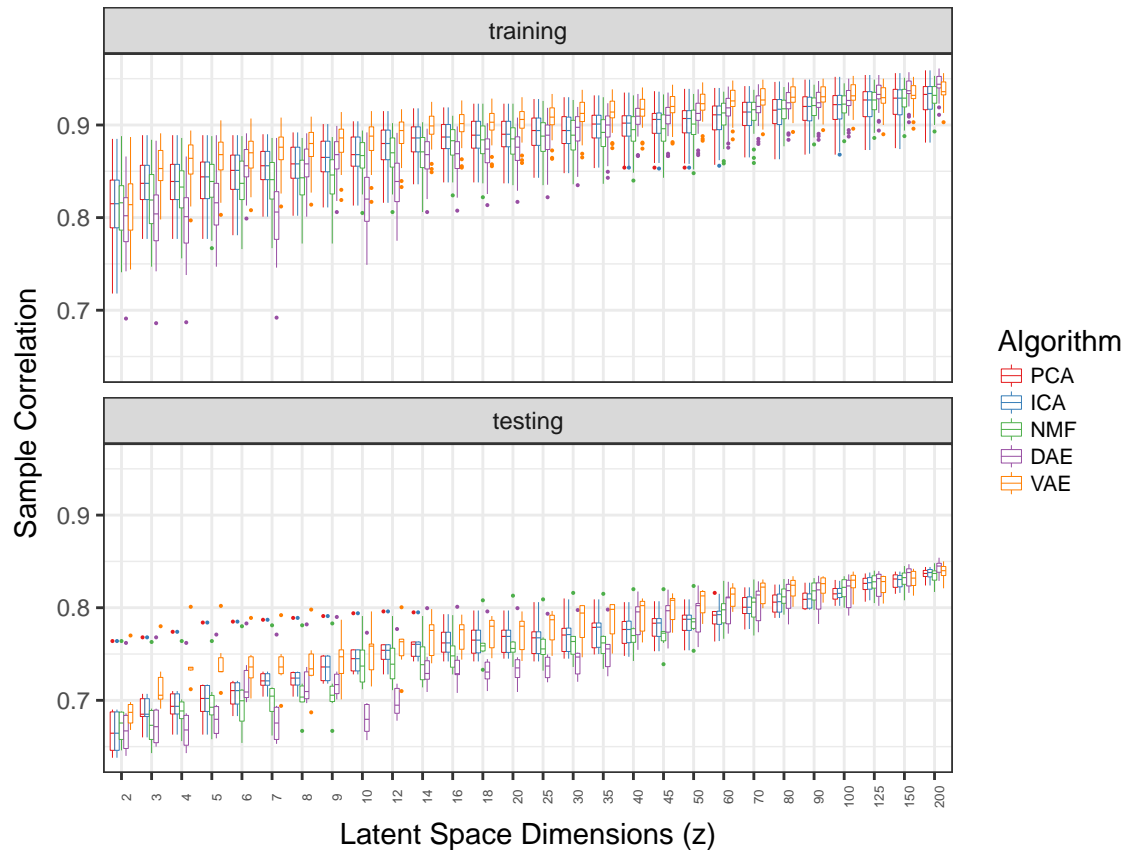 training
0.9
0.8
0.7
Sample Correlation
testing
0.9
0.8
0.7
2 3 4 5 6 7 8 9 10 12 14 16 18 20 25 30 35 40 45 50 60 70 80 90 100 125 150 200
Latent Space Dimensions (z)
Algorithm
PCA
ICA
NMF
DAE
VAE